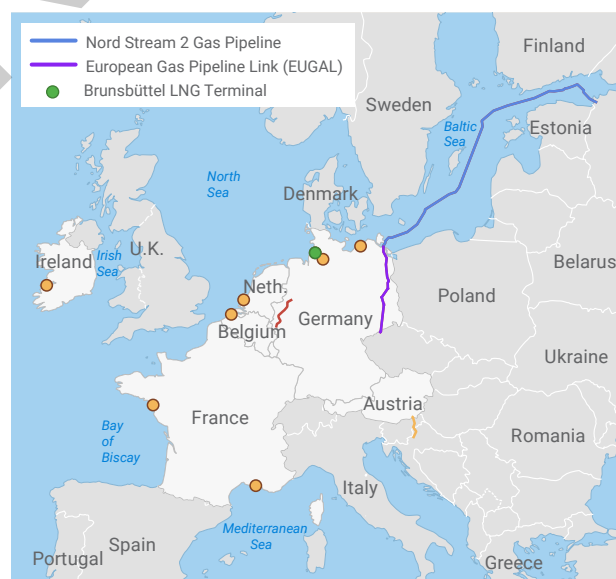 Nord Stream 2 Gas Pipeline
European Gas Pipeline Link (EUGAL)
Brunsbüttel LNG Terminal
Finland
Sweden
Baltic
Sea
Estonia
North
Sea
Denmark
Ireland
Irish
Sea
U.K.
Belarus
Neth.
Poland
Belgium
Germany
Ukraine
Austria
France
Bay
of
Biscay
Romania
Italy
Mediterranean
Sea
Portugal
Spain
Greece